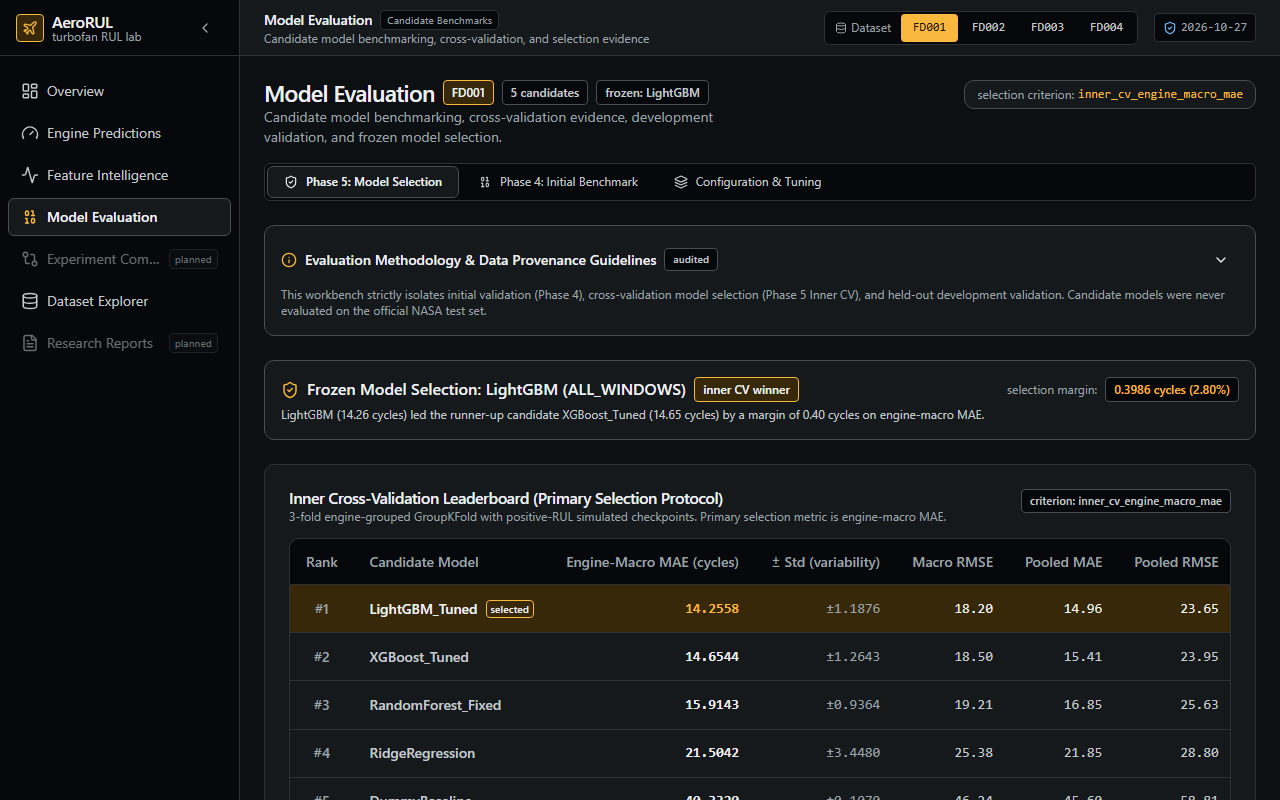 AeroRUL
turbofan RUL lab
Overview
Engine Predictions
Feature Intelligence
Model Evaluation
Experiment Com... planned
Dataset Explorer
Research Reports planned
Model Evaluation Candidate Benchmarks
Candidate model benchmarking, cross-validation, and selection evidence
Dataset FD001 FD002 FD003 FD004
2026-10-27
Model Evaluation FD001 5 candidates frozen: LightGBM
selection criterion: inner_cv_engine_macro_mae
Candidate model benchmarking, cross-validation evidence, development
validation, and frozen model selection.
Phase 5: Model Selection Phase 4: Initial Benchmark Configuration & Tuning
Evaluation Methodology & Data Provenance Guidelines audited
This workbench strictly isolates initial validation (Phase 4), cross-validation model selection (Phase 5 Inner CV), and held-out development validation. Candidate models were never
evaluated on the official NASA test set.
Frozen Model Selection: LightGBM (ALL_WINDOWS) inner CV winner
selection margin: 0.3986 cycles (2.80%)
LightGBM (14.26 cycles) led the runner-up candidate XGBoost_Tuned (14.65 cycles) by a margin of 0.40 cycles on engine-macro MAE.
Inner Cross-Validation Leaderboard (Primary Selection Protocol)
criterion: inner_cv_engine_macro_mae
3-fold engine-grouped GroupKFold with positive-RUL simulated checkpoints. Primary selection metric is engine-macro MAE.
Rank Candidate Model Engine-Macro MAE (cycles) ± Std (variability) Macro RMSE Pooled MAE Pooled RMSE
#1 LightGBM_Tuned selected 14.2558 ±1.1876 18.20 14.96 23.65
#2 XGBoost_Tuned 14.6544 ±1.2643 18.50 15.41 23.95
#3 RandomForest_Fixed 15.9143 ±0.9364 19.21 16.85 25.63
#4 RidgeRegression 21.5042 ±3.4480 25.38 21.85 28.80
#5 DummyBaseline